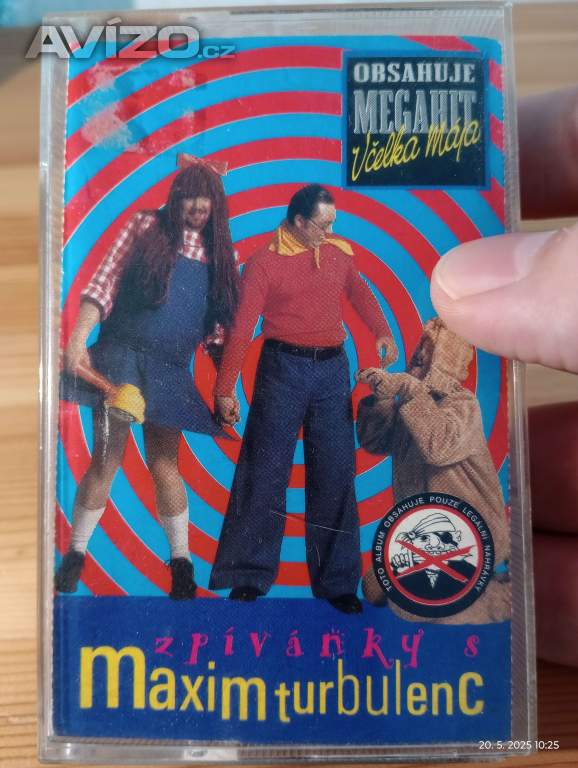 AVÍZO.cz
OBSAHUJE
MEGAHIT
Včelka Mája
TOTO ALBUM OBSAHUJE POUZE LEGÁLNÍ NAHRÁVKY
zpívánky s
maxim turbulenc
20. 5. 2025 10:25